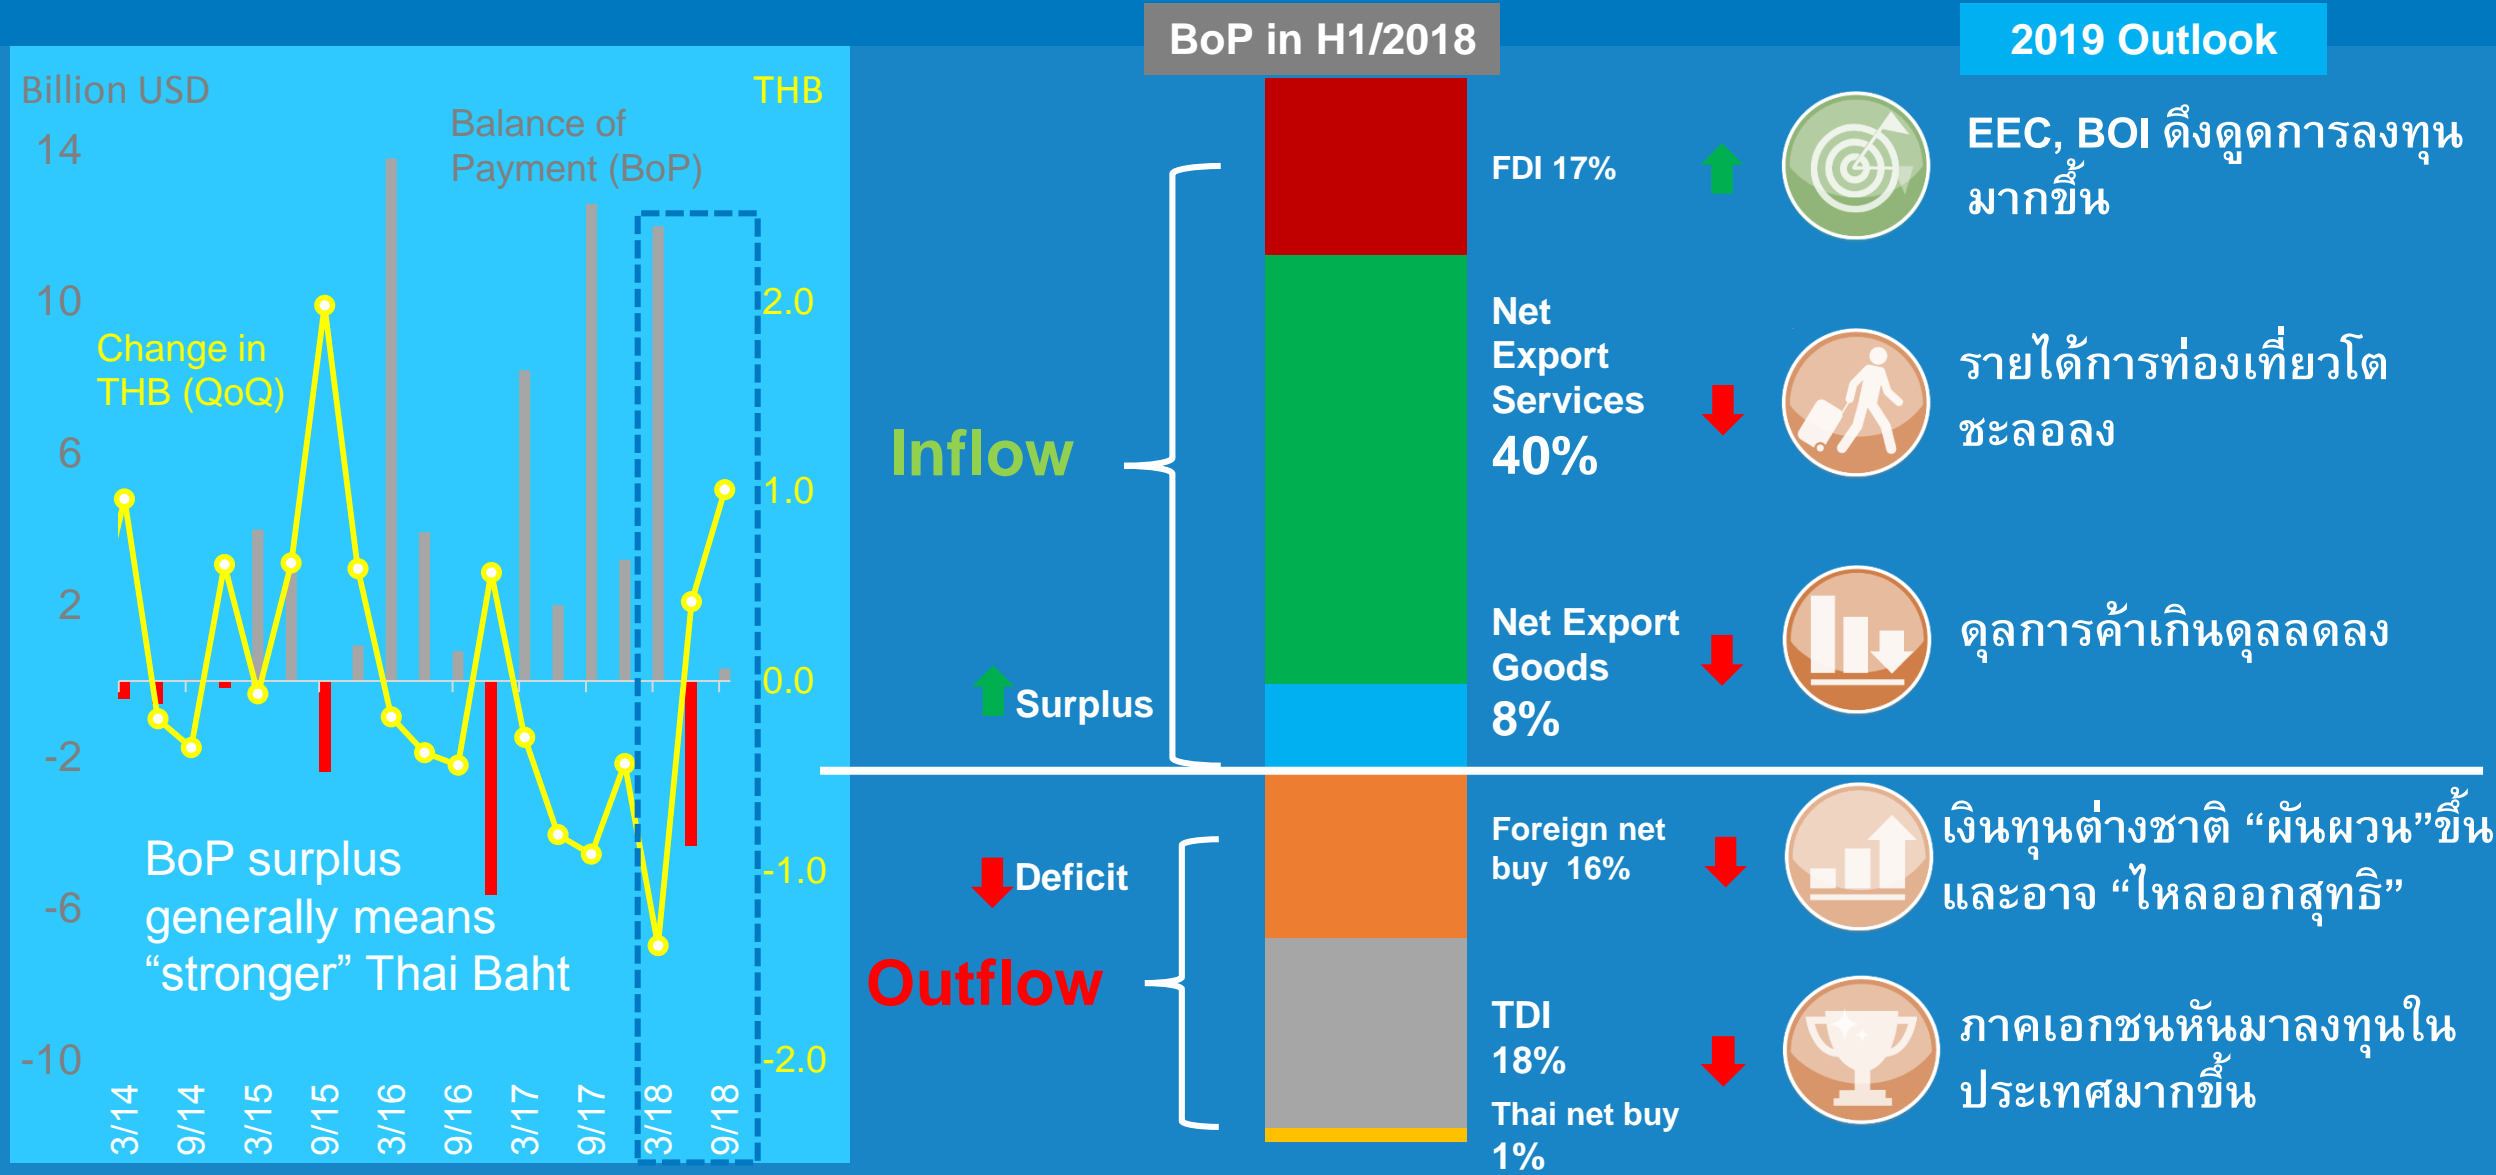 BoP in H1/2018
2019 Outlook
Billion USD
THB
Balance of
Payment (BoP)
14
10
6
2
-2
-6
-10
2.0
1.0
0.0
-1.0
-2.0
Change in
THB (QoQ)
BoP surplus
generally means
“stronger” Thai Baht
3/14
9/14
3/15
9/15
3/16
9/16
3/17
9/17
3/18
9/18
Inflow
Surplus
Deficit
Outflow
FDI 17%
Net
Export
Services
40%
Net Export
Goods
8%
Foreign net
buy 16%
TDI
18%
Thai net buy
1%
EEC, BOI ดึงดูดการลงทุน
มากขึ้น
รายได้การท่องเที่ยวโต
ชะลอลง
ดุลการค้าเกินดุลลดลง
เงินทุนต่างชาติ “ผันผวน”ขึ้น
และอาจ “ไหลออกสุทธิ”
ภาคเอกชนหันมาลงทุนใน
ประเทศมากขึ้น